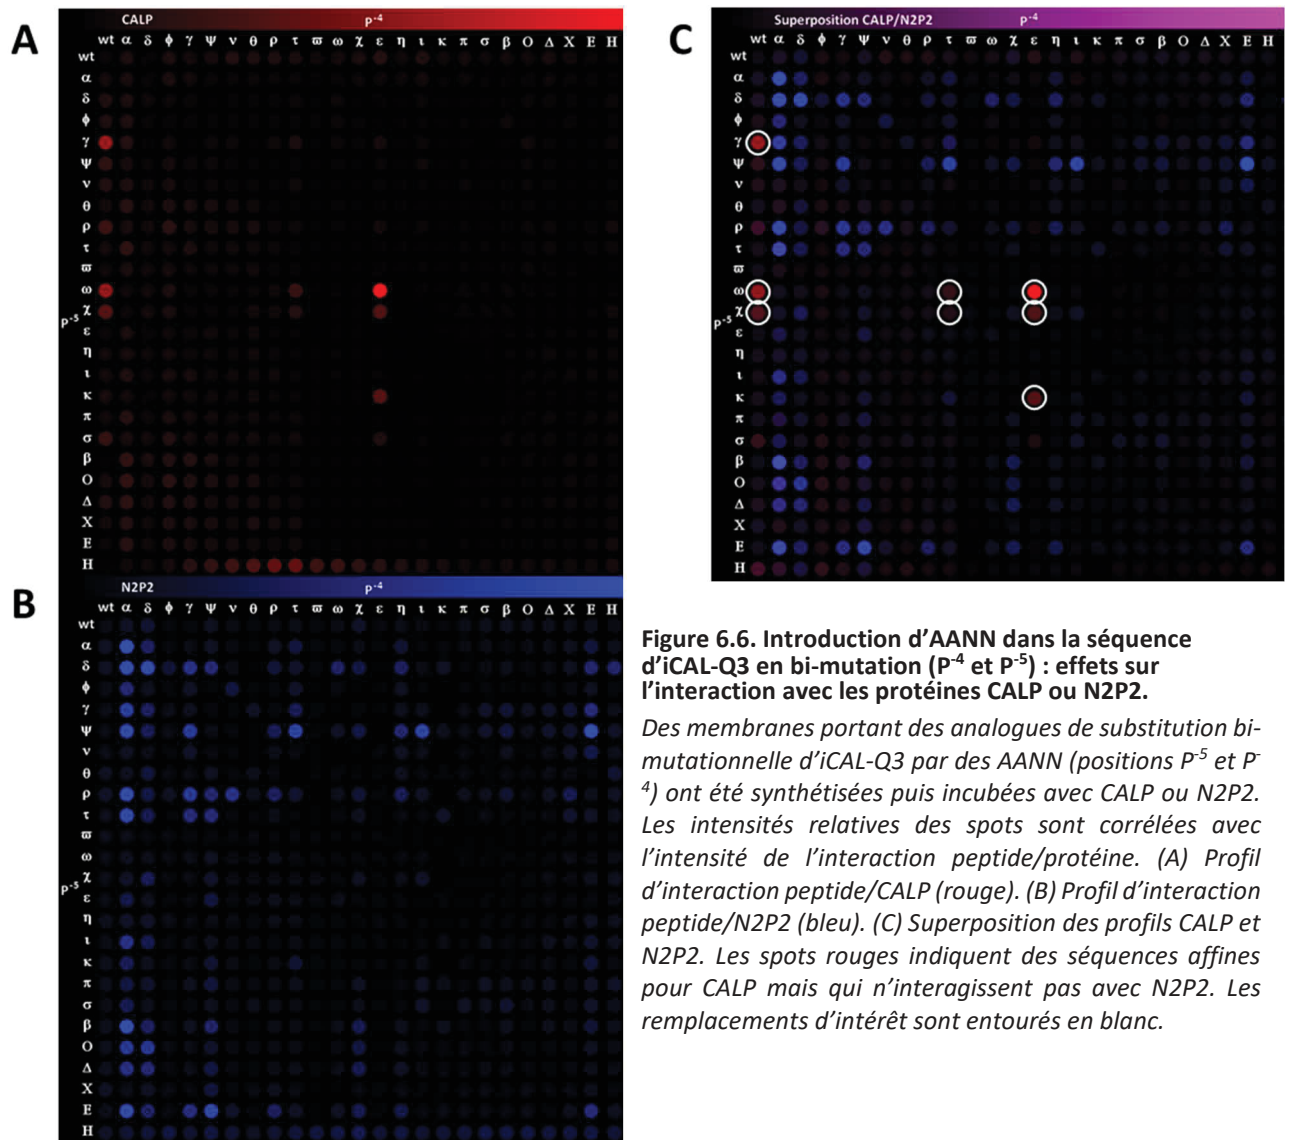 A
CALP P-4
wt α δ ϕ γ Ψ ν θ ρ τ ϖ ω χ ε η ι κ π σ β Ο Δ Χ Ε Η
wt
α
δ
ϕ
γ
Ψ
ν
θ
ρ
τ
ϖ
ω
P-5 χ
ε
η
ι
κ
π
σ
β
Ο
Δ
Χ
Ε
Η
B
N2P2 P-4
wt α δ ϕ γ Ψ ν θ ρ τ ϖ ω χ ε η ι κ π σ β Ο Δ Χ Ε Η
wt
α
δ
ϕ
γ
Ψ
ν
θ
ρ
τ
ϖ
ω
P-5 χ
ε
η
ι
κ
π
σ
β
Ο
Δ
Χ
Ε
Η
C
Superposition CALP/N2P2 P-4
wt α δ ϕ γ Ψ ν θ ρ τ ϖ ω χ ε η ι κ π σ β Ο Δ Χ Ε Η
wt
α
δ
ϕ
γ
Ψ
ν
θ
ρ
τ
ϖ
ω
P-5 χ
ε
η
ι
κ
π
σ
β
Ο
Δ
Χ
Ε
Η
Figure 6.6. Introduction d'AANN dans la séquence
d'iCAL-Q3 en bi-mutation (P-4 et P-5) : effets sur
l'interaction avec les protéines CALP ou N2P2.
Des membranes portant des analogues de substitution bi-
mutationnelle d'iCAL-Q3 par des AANN (positions P-5 et P-
4) ont été synthétisées puis incubées avec CALP ou N2P2.
Les intensités relatives des spots sont corrélées avec
l'intensité de l'interaction peptide/protéine. (A) Profil
d'interaction peptide/CALP (rouge). (B) Profil d'interaction
peptide/N2P2 (bleu). (C) Superposition des profils CALP et
N2P2. Les spots rouges indiquent des séquences affines
pour CALP mais qui n'interagissent pas avec N2P2. Les
remplacements d'intérêt sont entourés en blanc.